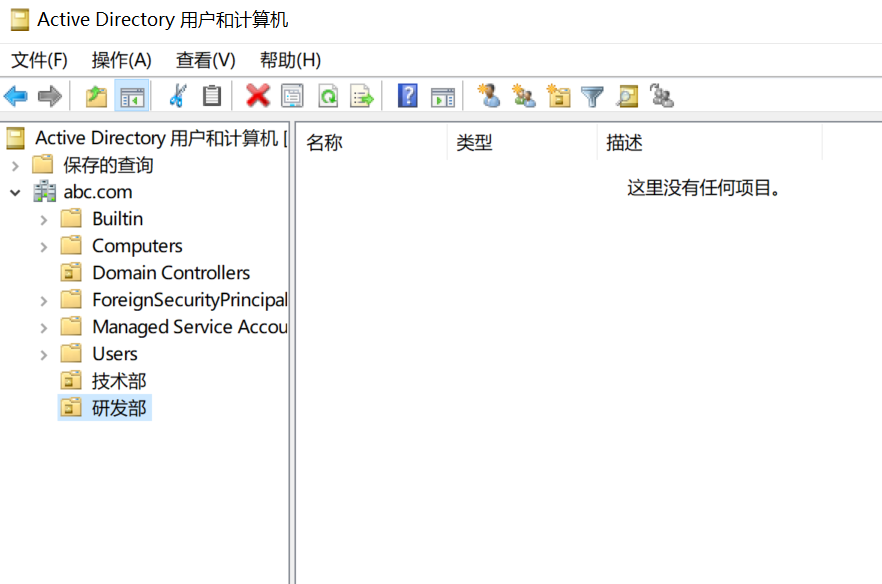 Active Directory 用户和计算机
文件(F) 操作(A) 查看(V) 帮助(H)
Active Directory 用户和计算机 [
保存的查询
abc.com
Builtin
Computers
Domain Controllers
ForeignSecurityPrincipal
Managed Service Accou
Users
技术部
研发部
名称 类型 描述
这里没有任何项目。